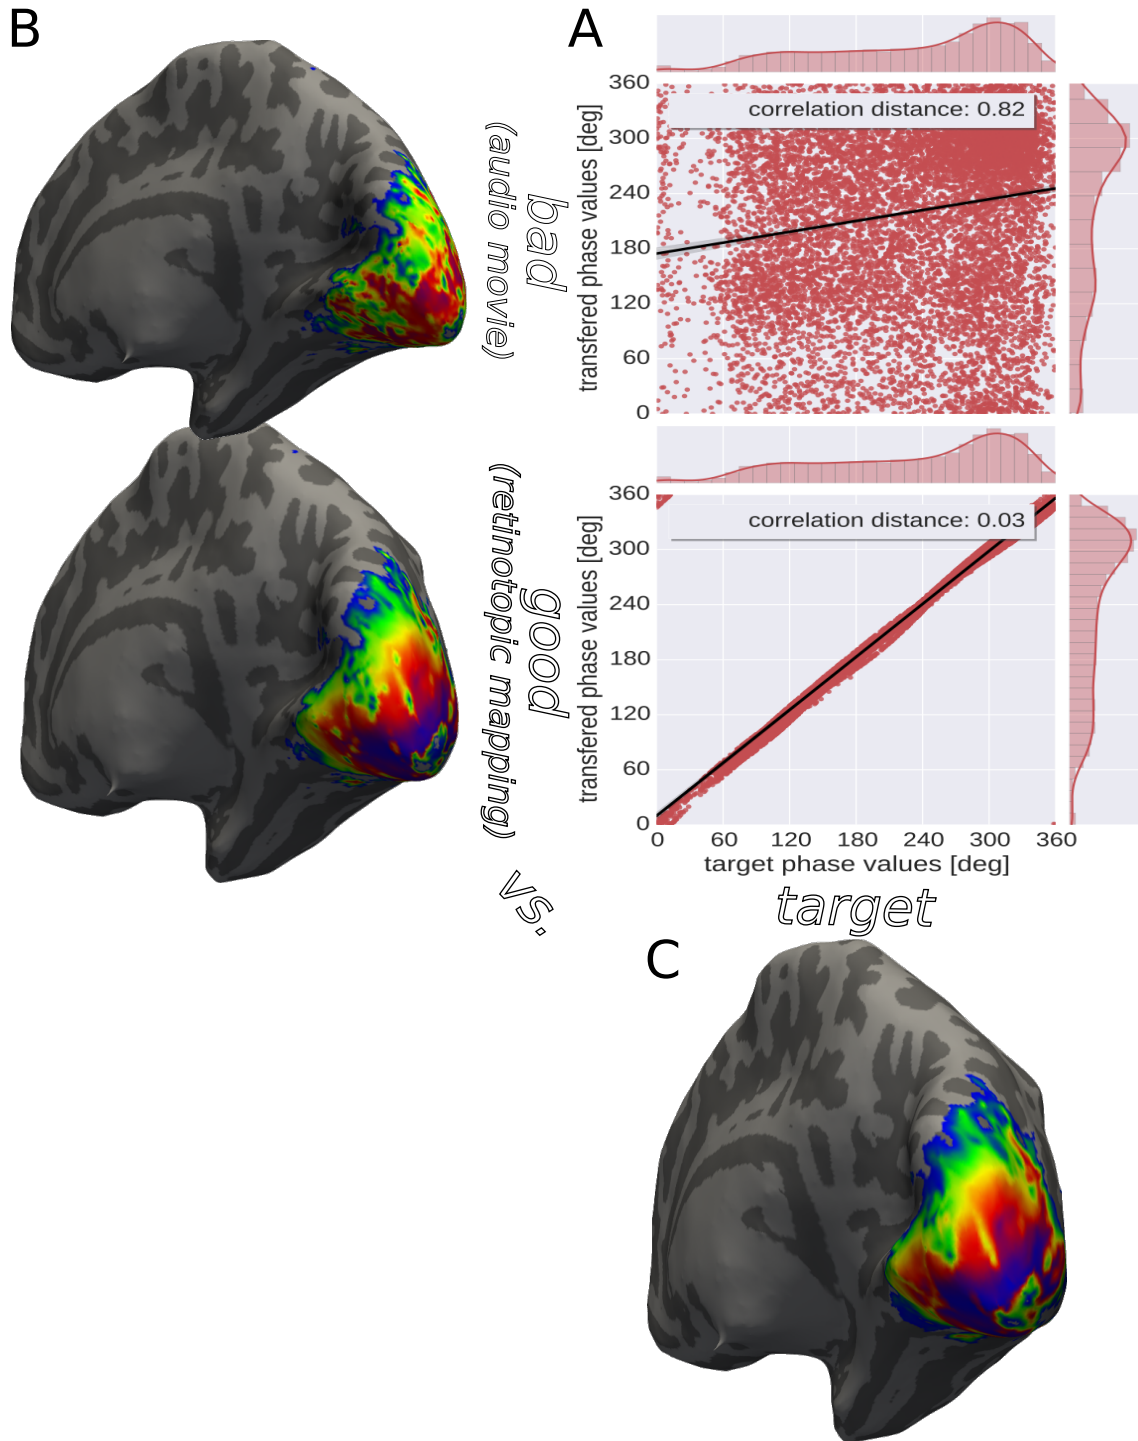 B
A
bad
(audio movie)
360
300
240
180
120
60
0
transfered phase values [deg]
correlation distance: 0.82
good
(retinotopic mapping)
360
300
240
180
120
60
0
transfered phase values [deg]
correlation distance: 0.03
0 60 120 180 240 300 360
target phase values [deg]
vs.
target
C